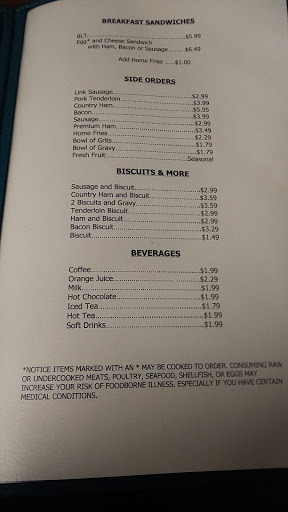 BREAKFAST SANDWICHES
BLT.....................................$5.99
Egg* and Cheese Sandwich
with Ham, Bacon or Sausage.........$6.49
Add Home Fries .....$1.00
SIDE ORDERS
Link Sausage............................$2.99
Pork Tenderloin.........................$3.99
Country Ham.............................$5.95
Bacon...................................$3.99
Sausage.................................$2.99
Premium Ham.............................$3.49
Home Fries..............................$2.29
Bowl of Grits...........................$1.79
Bowl of Gravy...........................$1.79
Fresh Fruit.............................Seasonal
BISCUITS & MORE
Sausage and Biscuit.....................$2.99
Country Ham and Biscuit.................$3.59
2 Biscuits and Gravy....................$3.59
Tenderloin Biscuit......................$2.99
Ham and Biscuit.........................$2.99
Bacon Biscuit...........................$3.29
Biscuit.................................$1.49
BEVERAGES
Coffee..................................$1.99
Orange Juice............................$2.29
Milk....................................$1.99
Hot Chocolate...........................$1.99
Iced Tea................................$1.79
Hot Tea.................................$1.99
Soft Drinks.............................$1.99
*NOTICE ITEMS MARKED WITH AN * MAY BE COOKED TO ORDER. CONSUMING RAW
OR UNDERCOOKED MEATS, POULTRY, SEAFOOD, SHELLFISH, OR EGGS MAY
INCREASE YOUR RISK OF FOODBORNE ILLNESS, ESPECIALLY IF YOU HAVE CERTAIN
MEDICAL CONDITIONS.